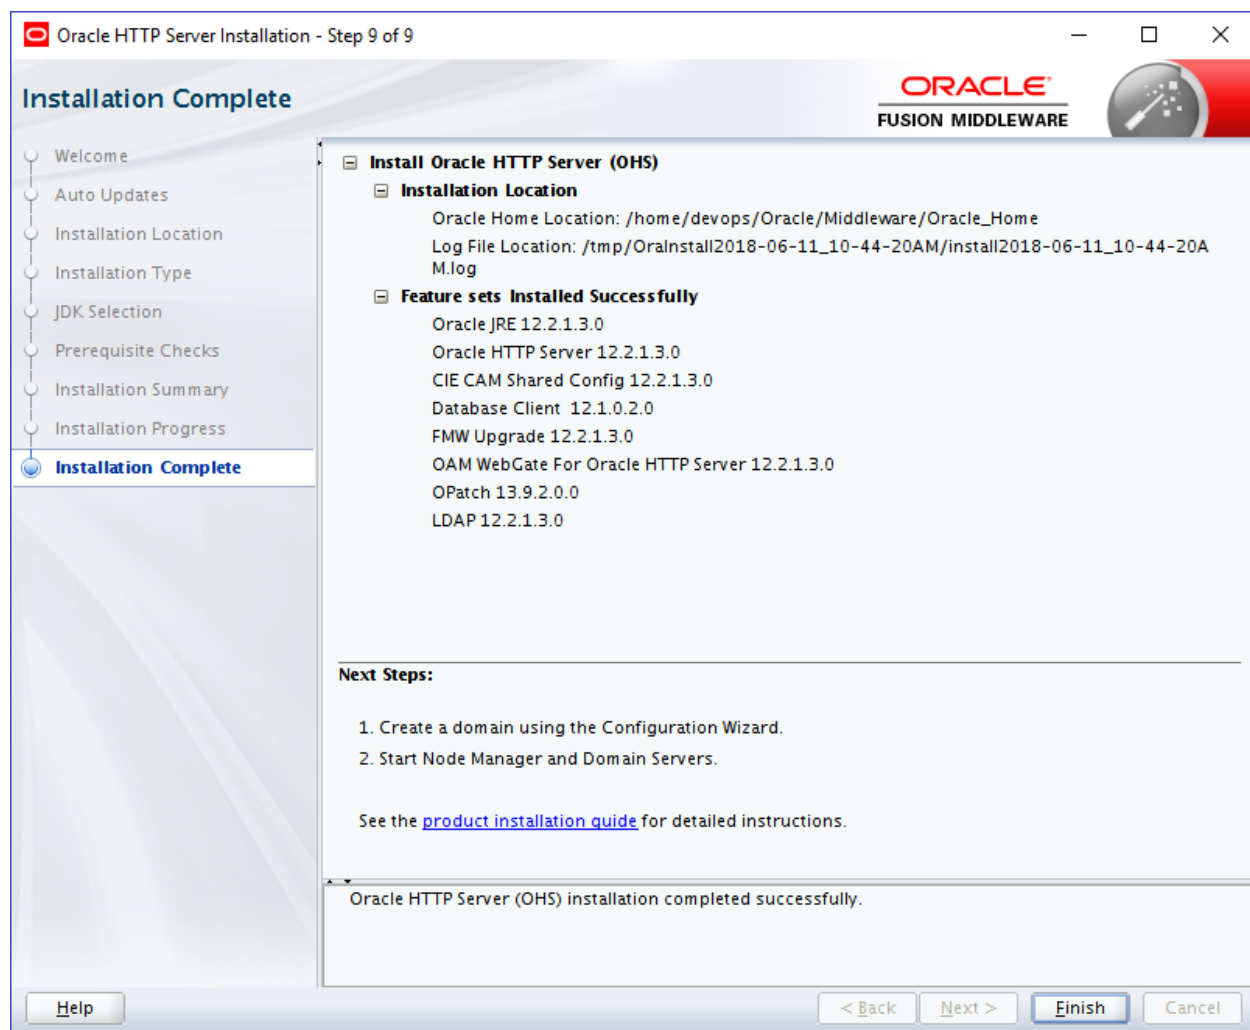 Oracle HTTP Server Installation - Step 9 of 9
Installation Complete
ORACLE
FUSION MIDDLEWARE
Welcome
Auto Updates
Installation Location
Installation Type
JDK Selection
Prerequisite Checks
Installation Summary
Installation Progress
Installation Complete
Install Oracle HTTP Server (OHS)
Installation Location
Oracle Home Location: /home/devops/Oracle/Middleware/Oracle_Home
Log File Location: /tmp/OraInstall2018-06-11_10-44-20AM/install2018-06-11_10-44-20A
M.log
Feature sets Installed Successfully
Oracle JRE 12.2.1.3.0
Oracle HTTP Server 12.2.1.3.0
CIE CAM Shared Config 12.2.1.3.0
Database Client  12.1.0.2.0
FMW Upgrade 12.2.1.3.0
OAM WebGate For Oracle HTTP Server 12.2.1.3.0
OPatch 13.9.2.0.0
LDAP 12.2.1.3.0
Next Steps:
1. Create a domain using the Configuration Wizard.
2. Start Node Manager and Domain Servers.
See the product installation guide for detailed instructions.
Oracle HTTP Server (OHS) installation completed successfully.
Help
< Back
Next >
Finish
Cancel